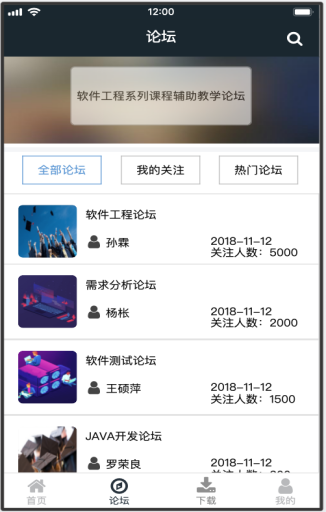 12:00
论坛
软件工程系列课程辅助教学论坛
全部论坛 我的关注 热门论坛
软件工程论坛
孙霖 2018-11-12
关注人数：5000
需求分析论坛
杨枨 2018-11-12
关注人数：2000
软件测试论坛
王硕萍 2018-11-12
关注人数：1500
JAVA开发论坛
罗荣良 2018-11-12
首页 论坛 下载 我的